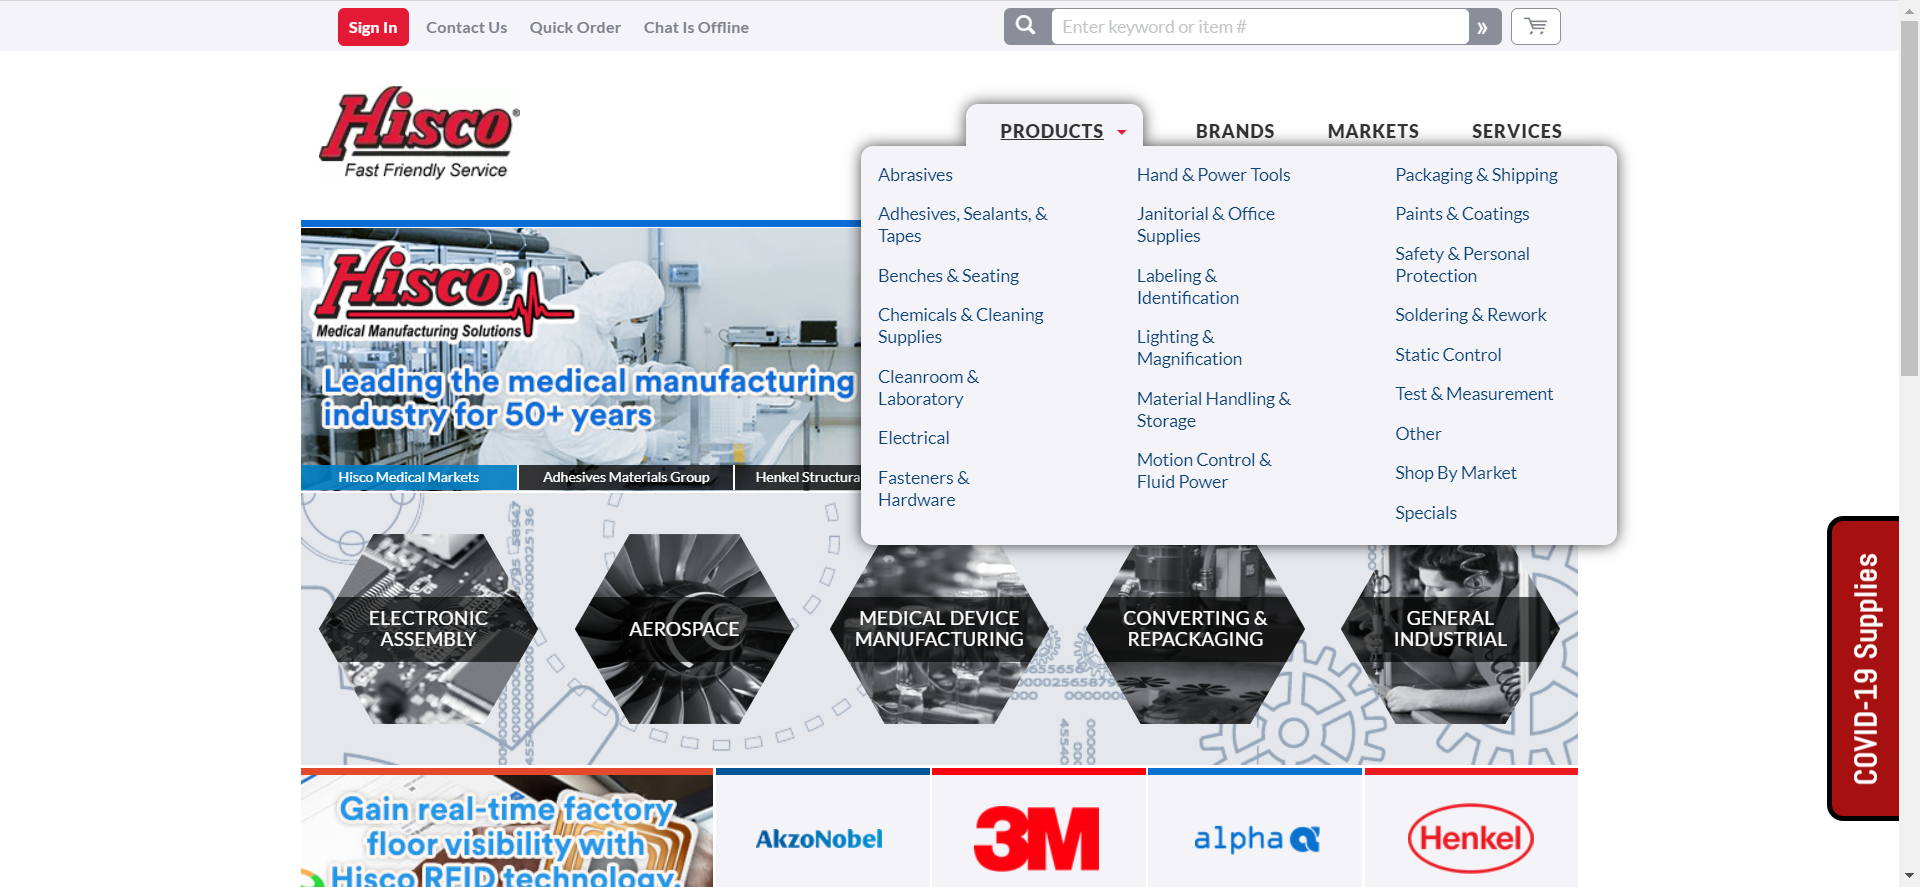 Sign In
Contact Us
Quick Order
Chat Is Offline
Enter keyword or item #
»
Hisco®
Fast Friendly Service
PRODUCTS
BRANDS
MARKETS
SERVICES
Abrasives
Adhesives, Sealants, &
Tapes
Benches & Seating
Chemicals & Cleaning
Supplies
Cleanroom &
Laboratory
Electrical
Fasteners &
Hardware
Hand & Power Tools
Janitorial & Office
Supplies
Labeling &
Identification
Lighting &
Magnification
Material Handling &
Storage
Motion Control &
Fluid Power
Packaging & Shipping
Paints & Coatings
Safety & Personal
Protection
Soldering & Rework
Static Control
Test & Measurement
Other
Shop By Market
Specials
Hisco®
Medical Manufacturing Solutions
Leading the medical manufacturing
industry for 50+ years
Hisco Medical Markets
Adhesives Materials Group
Henkel Structura
ELECTRONIC
ASSEMBLY
AEROSPACE
MEDICAL DEVICE
MANUFACTURING
CONVERTING &
REPACKAGING
GENERAL
INDUSTRIAL
COVID-19 Supplies
Gain real-time factory
floor visibility with
Hisco RFID technology.
AkzoNobel
3M
alpha
Henkel